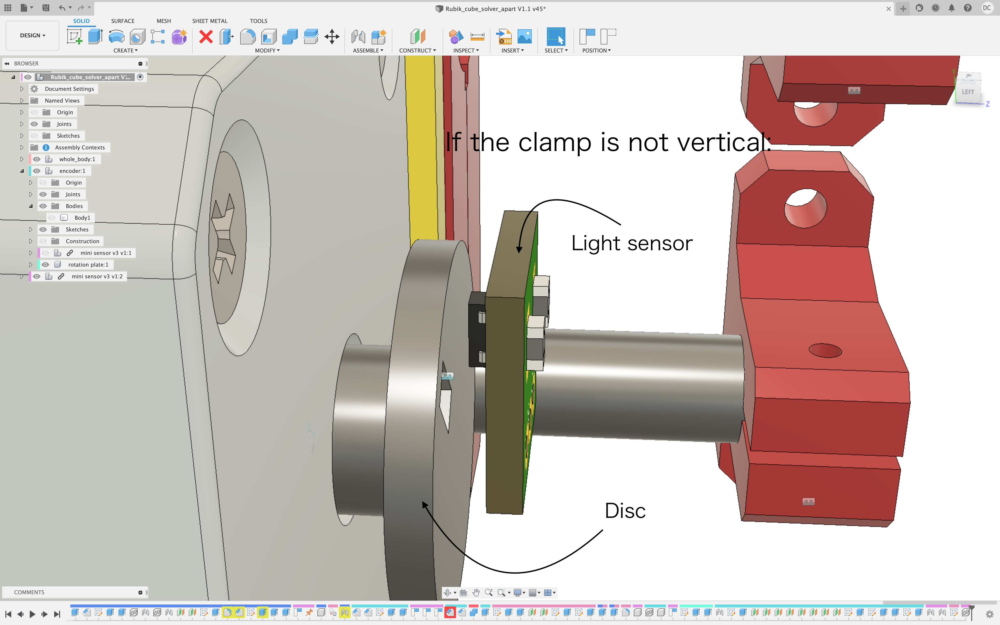 Rubik_cube_solver_apart V1.1 v45*
DC
DESIGN
SOLID
SURFACE
MESH
SHEET METAL
TOOLS
CREATE
MODIFY
ASSEMBLE
CONSTRUCT
INSPECT
SVG
INSERT
SELECT
POSITION
BROWSER
Rubik_cube_solver_apart V1...
Document Settings
Named Views
Origin
Joints
Sketches
Assembly Contexts
whole_body:1
encoder:1
Origin
Joints
Bodies
Body1
Sketches
Construction
mini sensor v3 v1:1
rotation plate:1
mini sensor v3 v1:2
Y
LEFT
Z
If the clamp is not vertical:
Light sensor
Disc
COMMENTS